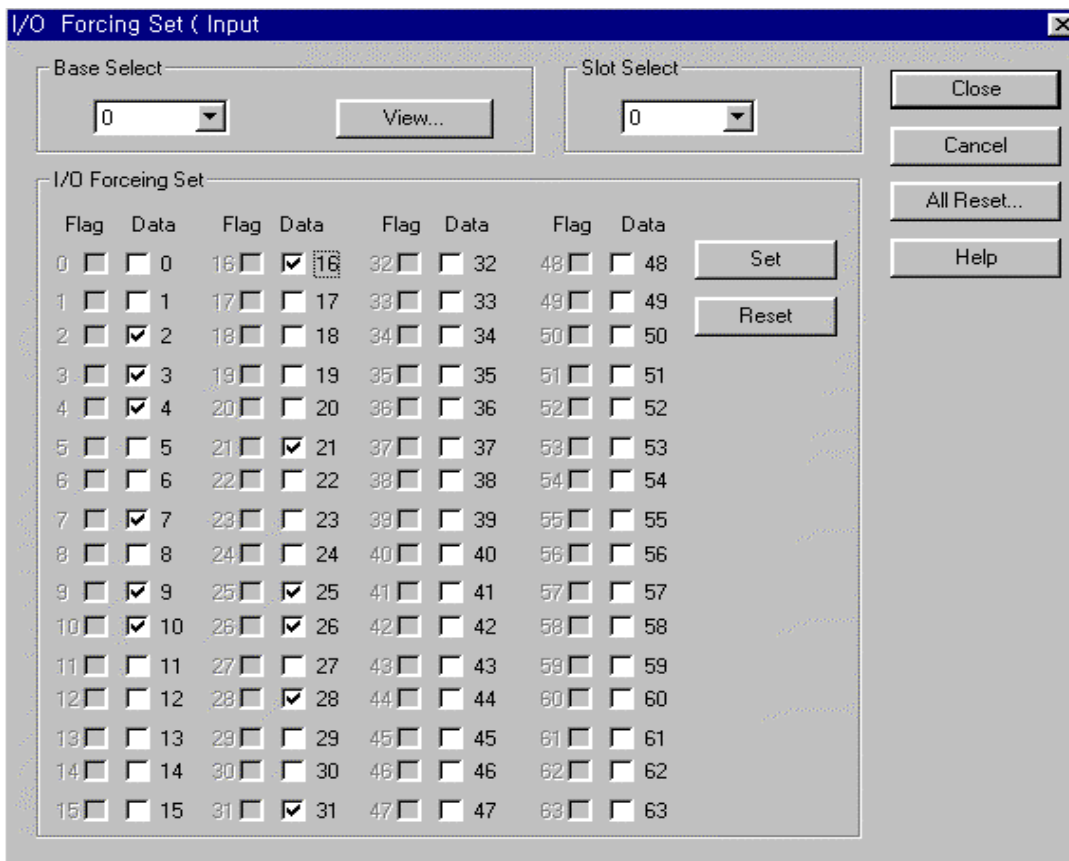 I/O Forcing Set ( Input
Base Select
Slot Select
0
View...
0
Close
Cancel
All Reset...
Help
I/O Forceing Set
Flag Data Flag Data Flag Data Flag Data
0 0 16 16 32 32 48 48
1 1 17 17 33 33 49 49
2 2 18 18 34 34 50 50
3 3 19 19 35 35 51 51
4 4 20 20 36 36 52 52
5 5 21 21 37 37 53 53
6 6 22 22 38 38 54 54
7 7 23 23 39 39 55 55
8 8 24 24 40 40 56 56
9 9 25 25 41 41 57 57
10 10 26 26 42 42 58 58
11 11 27 27 43 43 59 59
12 12 28 28 44 44 60 60
13 13 29 29 45 45 61 61
14 14 30 30 46 46 62 62
15 15 31 31 47 47 63 63
Set
Reset